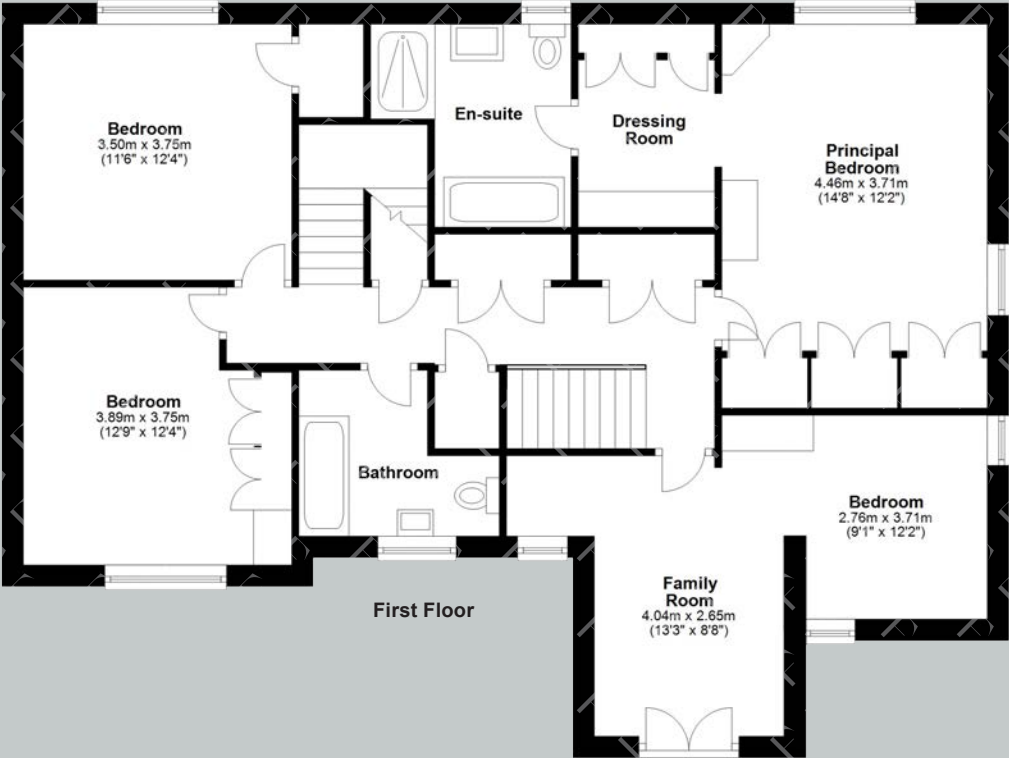 Bedroom
3.50m x 3.75m
(11'6" x 12'4")
En-suite
Dressing
Room
Principal
Bedroom
4.46m x 3.71m
(14'8" x 12'2")
Bedroom
3.89m x 3.75m
(12'9" x 12'4")
Bathroom
Bedroom
2.76m x 3.71m
(9'1" x 12'2")
Family
Room
4.04m x 2.65m
(13'3" x 8'8")
First Floor